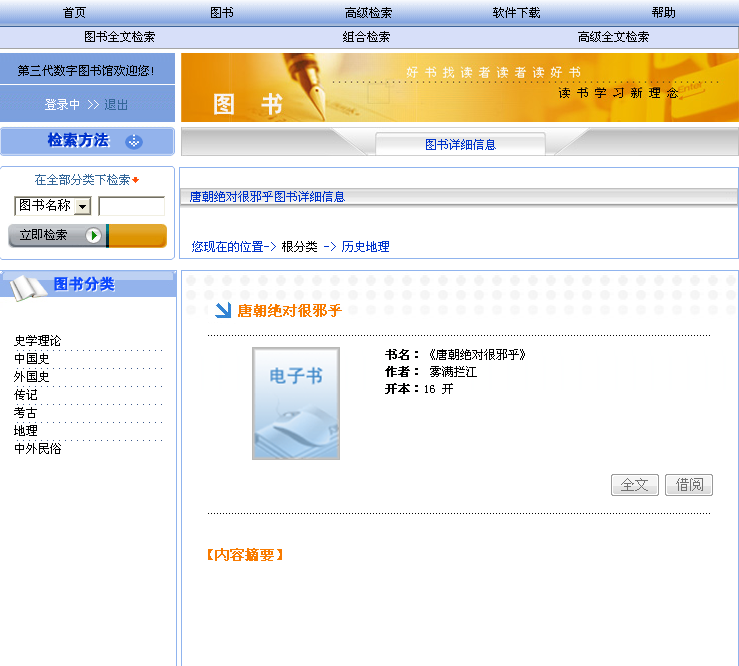 首页 图书 高级检索 软件下载 帮助
图书全文检索 组合检索 高级全文检索
第三代数字图书馆欢迎您!
登录中 >> 退出
好书找读者读者读好书
读书学习新理念
图 书
检索方法
图书详细信息
在全部分类下检索
图书名称
立即检索
唐朝绝对很邪乎图书详细信息
您现在的位置-> 根分类 -> 历史地理
图书分类
史学理论
中国史
外国史
传记
考古
地理
中外民俗
唐朝绝对很邪乎
电子书
书名：《唐朝绝对很邪乎》
作者： 雾满拦江
开本：16 开
全文 借阅
【内容摘要】